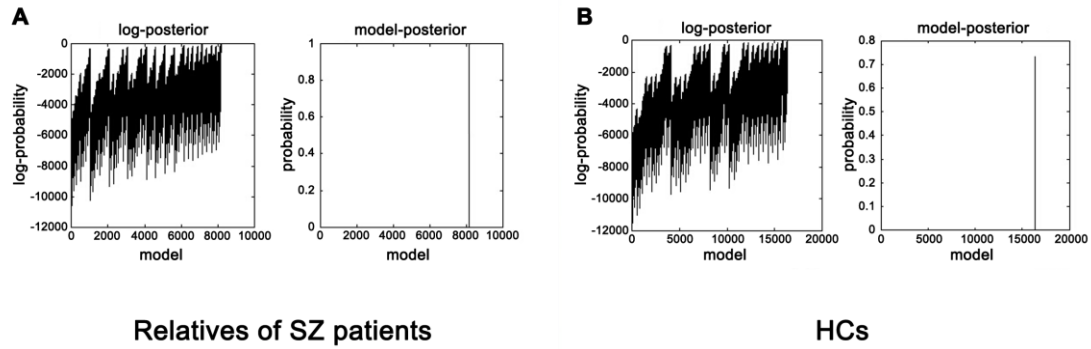 A
log-posterior
log-probability
0
-2000
-4000
-6000
-8000
-10000
-12000
0 2000 4000 6000 8000 10000
model
model-posterior
probability
1
0.8
0.6
0.4
0.2
0
0 2000 4000 6000 8000 10000
model
Relatives of SZ patients
B
log-posterior
log-probability
0
-2000
-4000
-6000
-8000
-10000
-12000
0 5000 10000 15000 20000
model
model-posterior
probability
0.8
0.7
0.6
0.5
0.4
0.3
0.2
0.1
0
0 5000 10000 15000 20000
model
HCs